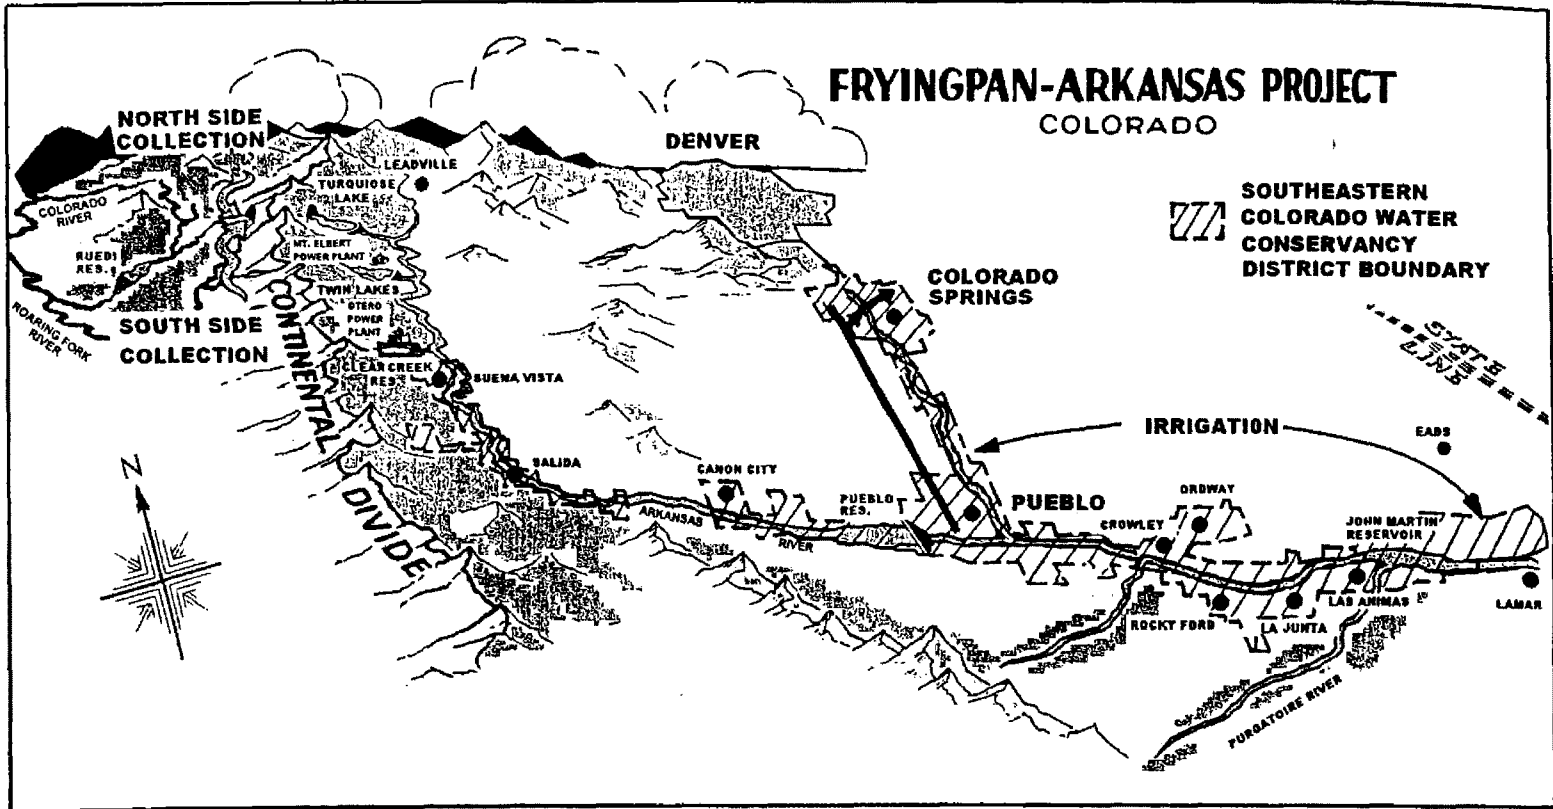 FRYINGPAN-ARKANSAS PROJECT
COLORADO
NORTH SIDE
COLLECTION
DENVER
LEADVILLE
TURQUIOSE
LAKE
COLORADO
RIVER
SOUTHEASTERN
COLORADO WATER
CONSERVANCY
DISTRICT BOUNDARY
RUEDI
RES.
MT. ELBERT
POWER PLANT
TWIN LAKES
COLORADO
SPRINGS
OTERO
POWER
PLANT
ROARING FORK
RIVER
SOUTH SIDE
COLLECTION
CONTINENTAL
DIVIDE
CLEAR CREEK
RES.
BUENA VISTA
STATE
LINE
IRRIGATION
EADS
N
SALIDA
CANON CITY
ARKANSAS
RIVER
PUEBLO
RES.
PUEBLO
ORDWAY
CROWLEY
JOHN MARTIN
RESERVOIR
ROCKY FORD
LA JUNTA
LAS ANIMAS
LAMAR
PURGATOIRE RIVER